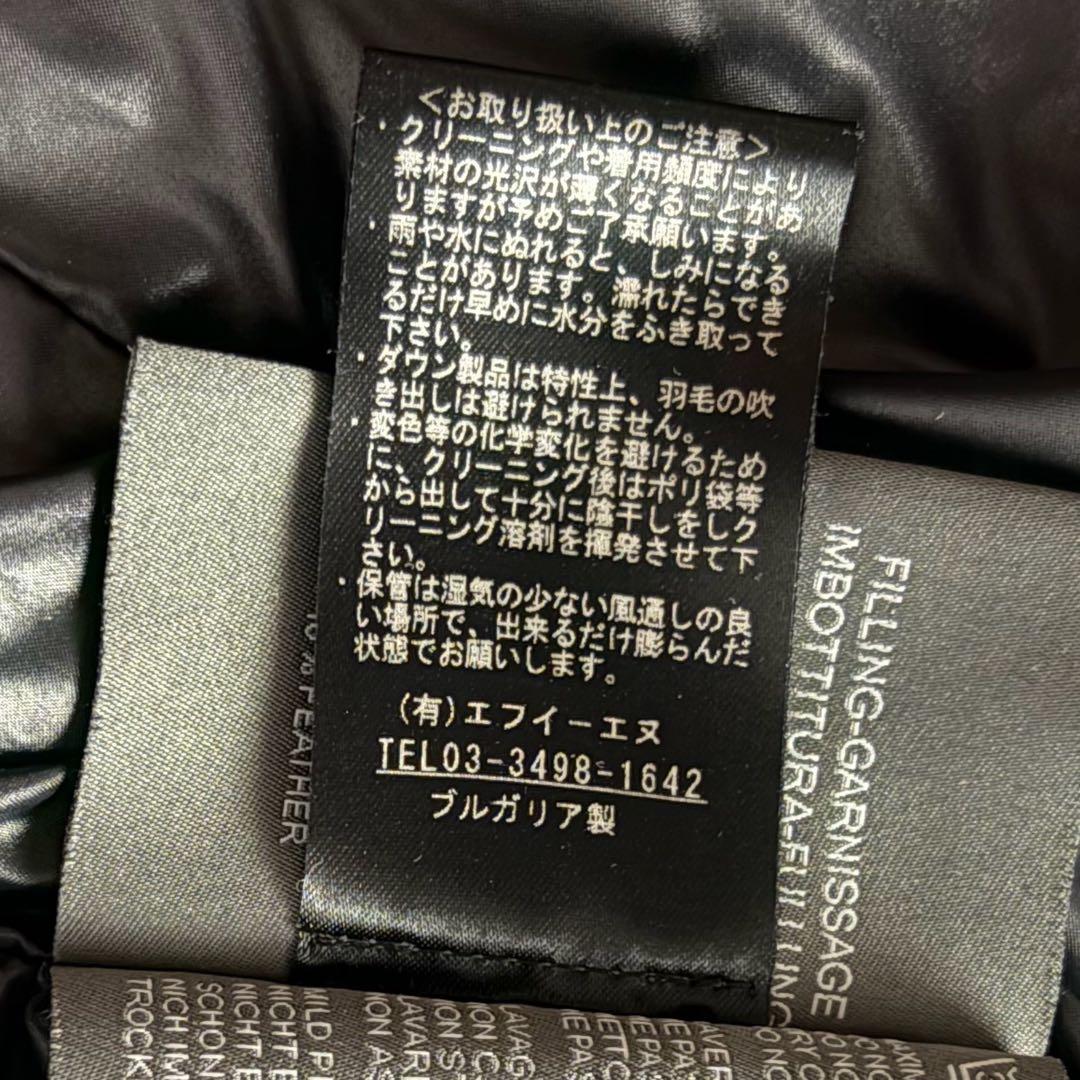 <お取り扱い上のご注意>
・クリーニングや着用頻度により
素材の光沢が薄くなることがあ
りますが予めご了承願います。
・雨や水にぬれると、しみになる
ことがあります。濡れたらでき
るだけ早めに水分をふき取って
下さい。
・ダウン製品は特性上、羽毛の吹
き出しは避けられません。
・変色等の化学変化を避けるため
に、クリーニング後はポリ袋等
から出して十分に陰干しをしク
リーニング溶剤を揮発させて下
さい。
・保管は湿気の少ない風通しの良
い場所で、出来るだけ膨らんだ
状態でお願いします。
(有)エフイーエヌ
TEL03-3498-1642
ブルガリア製
FILLING-GARNISSAGE
IMBOTTITURA-FULLUNG
10% FEATHER
MILD
NICHT
NICHT
SCHON
NICH IM
TROCK